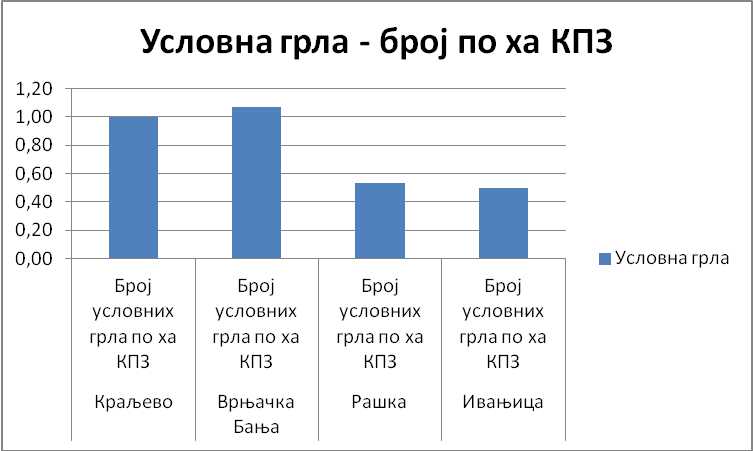 Условна грла - број по ха КПЗ
1,20
1,00
0,80
0,60
0,40
0,20
0,00
Број
условних
грла по ха
КПЗ
Број
условних
грла по ха
КПЗ
Број
условних
грла по ха
КПЗ
Број
условних
грла по ха
КПЗ
Краљево
Врњачка
Бања
Рашка
Ивањица
Условна грла